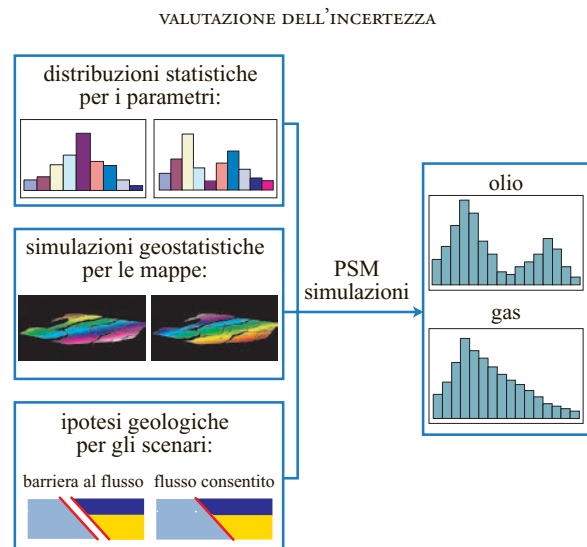 VALUTAZIONE DELL'INCERTEZZA
distribuzioni statistiche
per i parametri:
simulazioni geostatistiche
per le mappe:
ipotesi geologiche
per gli scenari:
barriera al flusso
flusso consentito
PSM
simulazioni
olio
gas